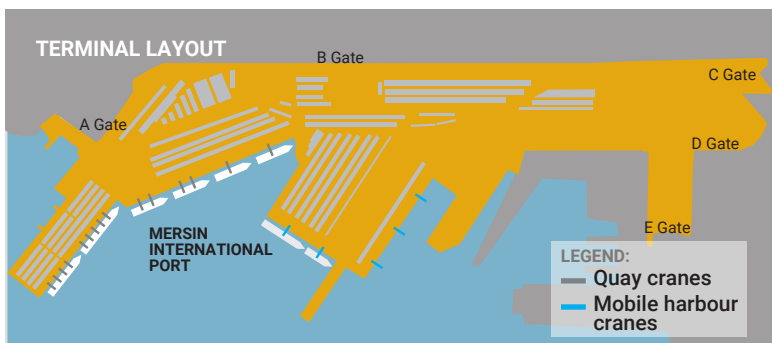 TERMINAL LAYOUT
B Gate
C Gate
A Gate
D Gate
MERSIN
INTERNATIONAL
PORT
E Gate
LEGEND:
Quay cranes
Mobile harbour
cranes